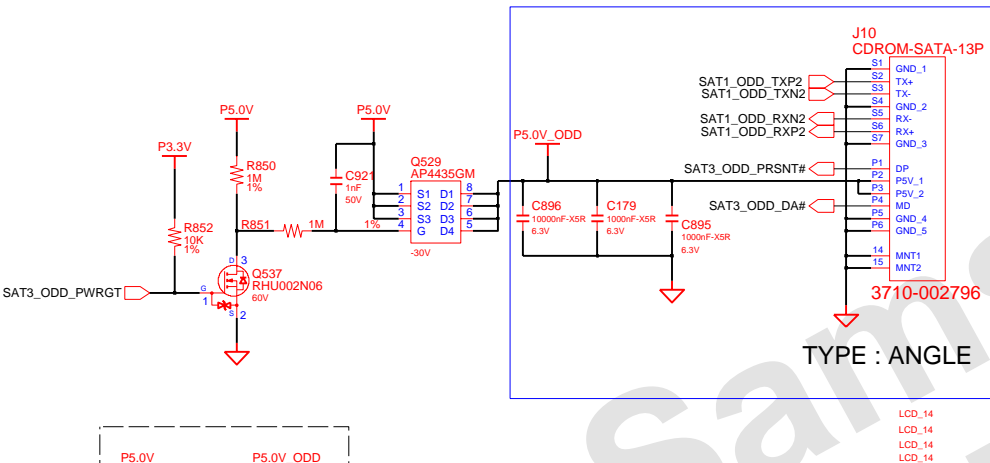 J10
CDROM-SATA-13P
S1 GND_1
SAT1_ODD_TXP2 S2 TX+
SAT1_ODD_TXN2 S3 TX-
S4 GND_2
SAT1_ODD_RXN2 S5 RX-
SAT1_ODD_RXP2 S6 RX+
S7 GND_3
SAT3_ODD_PRSNT# P1 DP
P2 P5V_1
P3 P5V_2
SAT3_ODD_DA# P4 MD
P5 GND_4
P6 GND_5
14 MNT1
15 MNT2
3710-002796
TYPE : ANGLE
P5.0V
P5.0V
P5.0V_ODD
P3.3V
R850
1M
1%
C921
1nF
50V
Q529
AP4435GM
1 S1 D1 8
2 S2 D2 7
3 S3 D3 6
4 G D4 5
-30V
R851 1M 1%
R852
10K
1%
C896
10000nF-X5R
6.3V
C179
1000nF-X5R
6.3V
C895
1000nF-X5R
6.3V
SAT3_ODD_PWRGT
D 3
G
1
S 2
Q537
RHU002N06
60V
LCD_14
LCD_14
LCD_14
LCD_14
P5.0V P5.0V_ODD
Sams